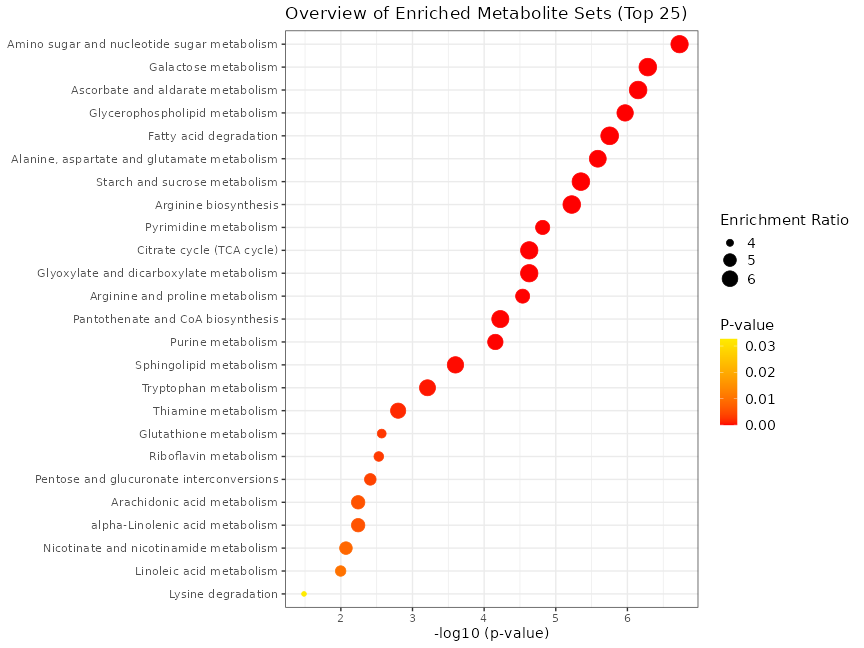 Overview of Enriched Metabolite Sets (Top 25)
Amino sugar and nucleotide sugar metabolism
Galactose metabolism
Ascorbate and aldarate metabolism
Glycerophospholipid metabolism
Fatty acid degradation
Alanine, aspartate and glutamate metabolism
Starch and sucrose metabolism
Arginine biosynthesis
Pyrimidine metabolism
Citrate cycle (TCA cycle)
Glyoxylate and dicarboxylate metabolism
Arginine and proline metabolism
Pantothenate and CoA biosynthesis
Purine metabolism
Sphingolipid metabolism
Tryptophan metabolism
Thiamine metabolism
Glutathione metabolism
Riboflavin metabolism
Pentose and glucuronate interconversions
Arachidonic acid metabolism
alpha-Linolenic acid metabolism
Nicotinate and nicotinamide metabolism
Linoleic acid metabolism
Lysine degradation
2 3 4 5 6
-log10 (p-value)
Enrichment Ratio
4
5
6
P-value
0.03
0.02
0.01
0.00